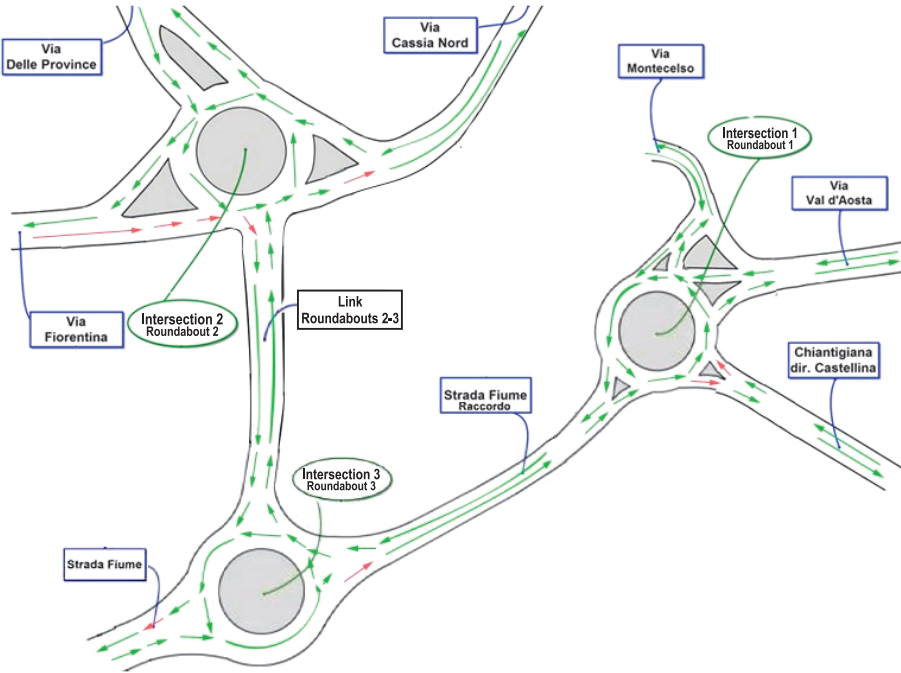 Via
Delle Province
Via
Cassia Nord
Via
Montecelso
Intersection 1
Roundabout 1
Via
Val d'Aosta
Intersection 2
Roundabout 2
Link
Roundabouts 2-3
Via
Fiorentina
Chiantigiana
dir. Castellina
Strada Fiume
Raccordo
Intersection 3
Roundabout 3
Strada Fiume